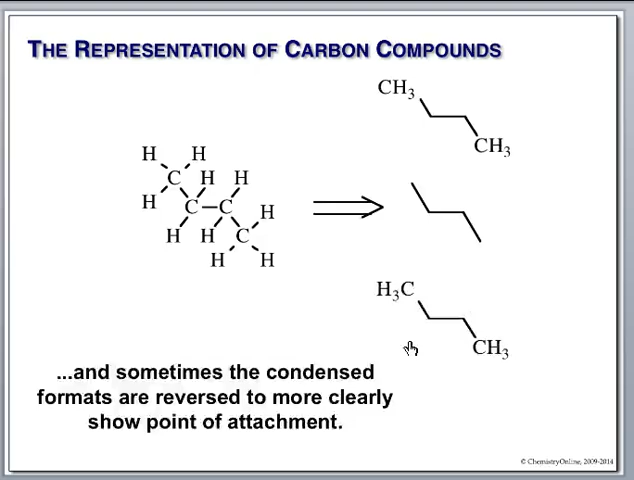 THE REPRESENTATION OF CARBON COMPOUNDS
CH3
CH3
H H
C H H
H C C H
H H C
H H
H3C
CH3
...and sometimes the condensed
formats are reversed to more clearly
show point of attachment.
© ChemistryOnline, 2009-2014